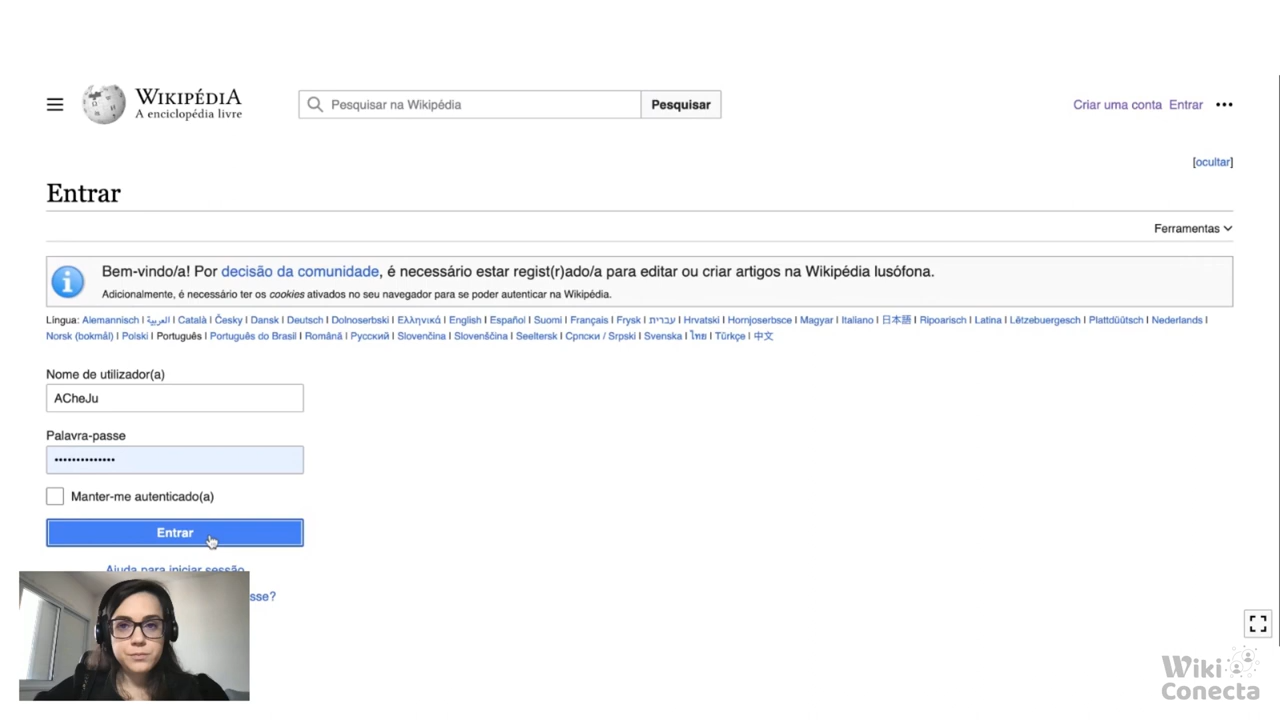 WIKIPÉDIA
A enciclopédia livre
Pesquisar na Wikipédia
Pesquisar
Criar uma conta Entrar
[ocultar]
Entrar
Ferramentas
Bem-vindo/a! Por decisão da comunidade, é necessário estar regist(r)ado/a para editar ou criar artigos na Wikipédia lusófona.
Adicionalmente, é necessário ter os cookies ativados no seu navegador para se poder autenticar na Wikipédia.
Língua: Alemannisch | العربية | Català | Česky | Dansk | Deutsch | Dolnoserbski | Ελληνικά | English | Español | Suomi | Français | Frysk | עברית | Hrvatski | Hornjoserbsce | Magyar | Italiano | 日本語 | Ripoarisch | Latina | Lëtzebuergesch | Plattdüütsch | Nederlands |
Norsk (bokmål) | Polski | Português | Português do Brasil | Română | Русский | Slovenčina | Slovenščina | Seeltersk | Српски / Srpski | Svenska | ไทย | Türkçe | 中文
Nome de utilizador(a)
ACheJu
Palavra-passe
••••••••••••••
Manter-me autenticado(a)
Entrar
Ajuda para iniciar sessão
sse?
Wiki
Conecta